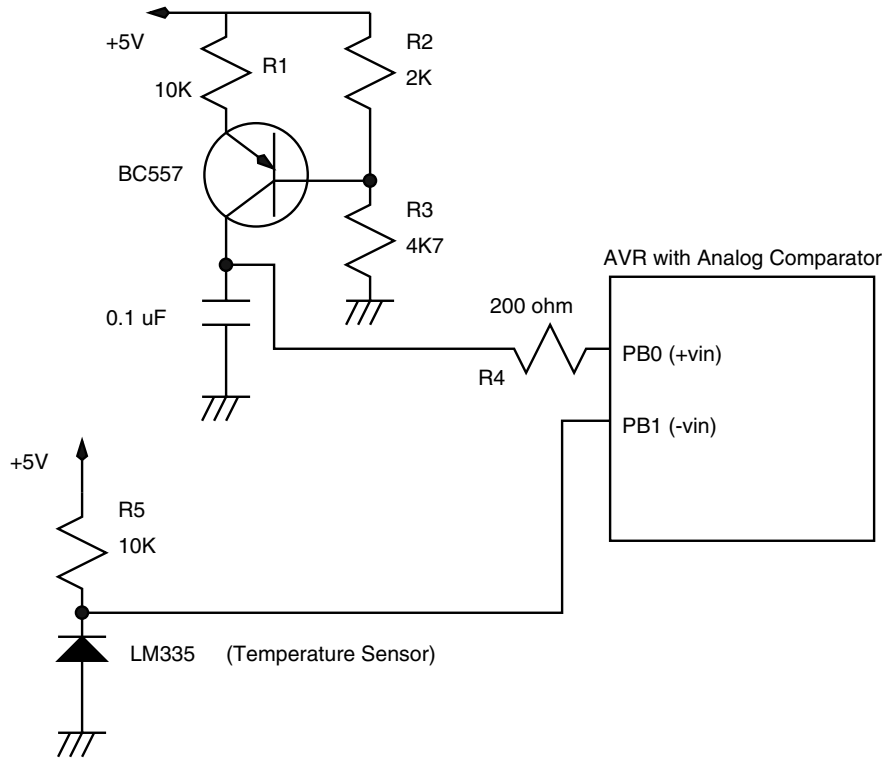 +5V
R1
10K
R2
2K
BC557
R3
4K7
0.1 uF
AVR with Analog Comparator
200 ohm
R4
PB0 (+vin)
PB1 (-vin)
+5V
R5
10K
LM335 (Temperature Sensor)